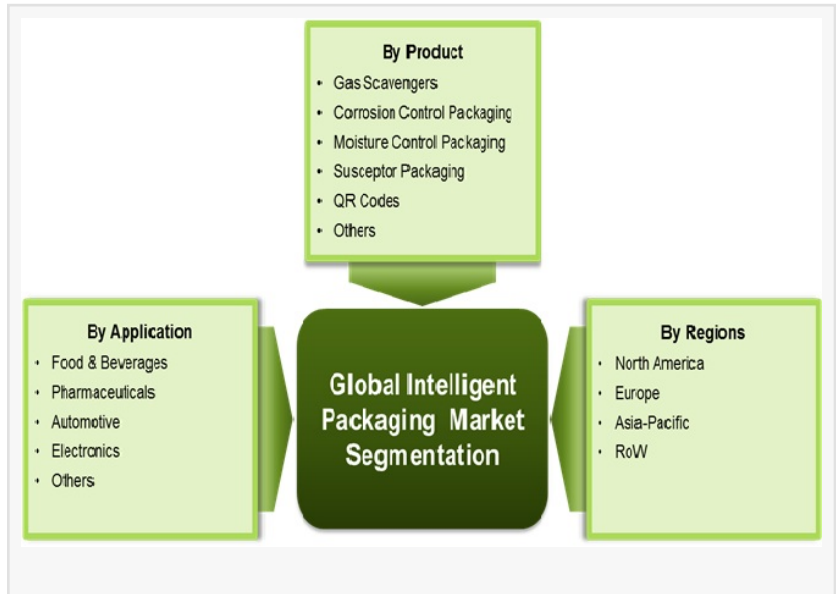 By Product
• Gas Scavengers
• Corrosion Control Packaging
• Moisture Control Packaging
• Susceptor Packaging
• QR Codes
• Others
By Application
• Food & Beverages
• Pharmaceuticals
• Automotive
• Electronics
• Others
Global Intelligent
Packaging Market
Segmentation
By Regions
• North America
• Europe
• Asia-Pacific
• RoW